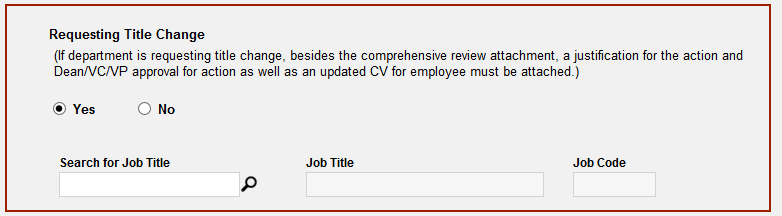 Requesting Title Change
(If department is requesting title change, besides the comprehensive review attachment, a justification for the action and
Dean/VC/VP approval for action as well as an updated CV for employee must be attached.)
Yes No
Search for Job Title Job Title Job Code